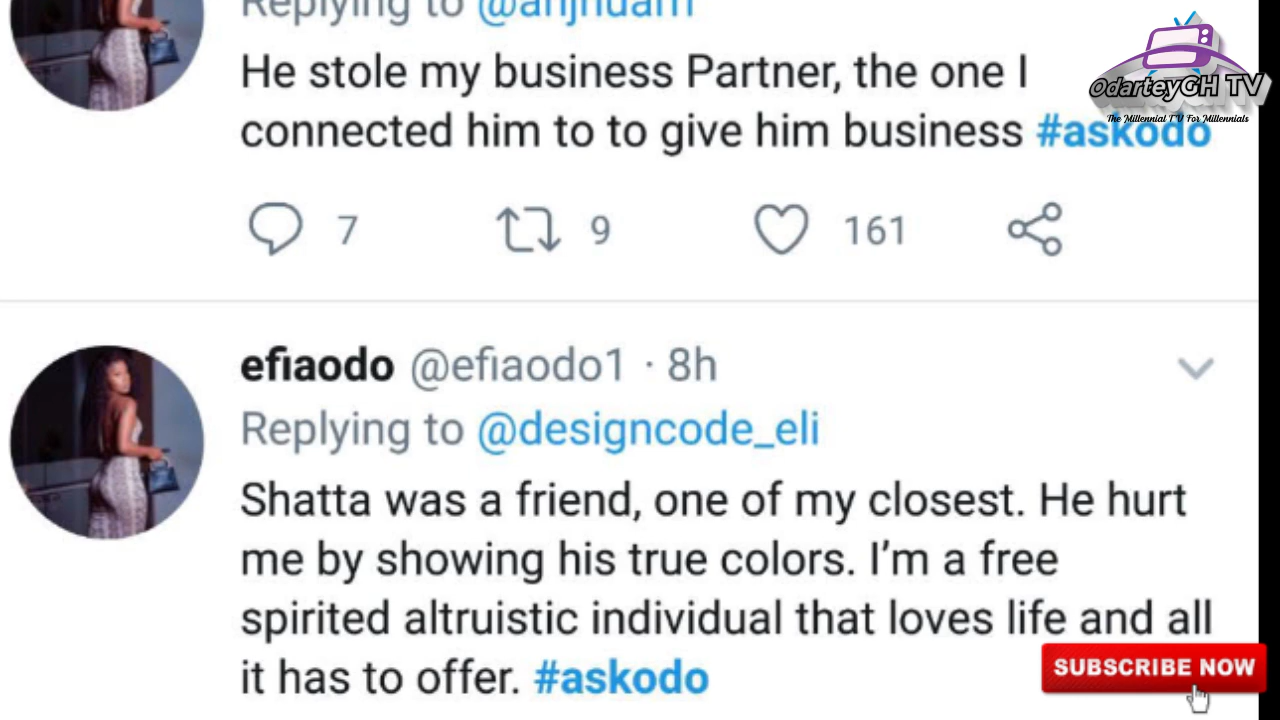 Replying to
He stole my business Partner, the one I
connected him to to give him business #askodo
7 9 161
efiaodo @efiaodo1 · 8h
Replying to @designcode_eli
Shatta was a friend, one of my closest. He hurt
me by showing his true colors. I’m a free
spirited altruistic individual that loves life and all
it has to offer. #askodo
OdarteyGH TV
The Millennial TV For Millennials
SUBSCRIBE NOW